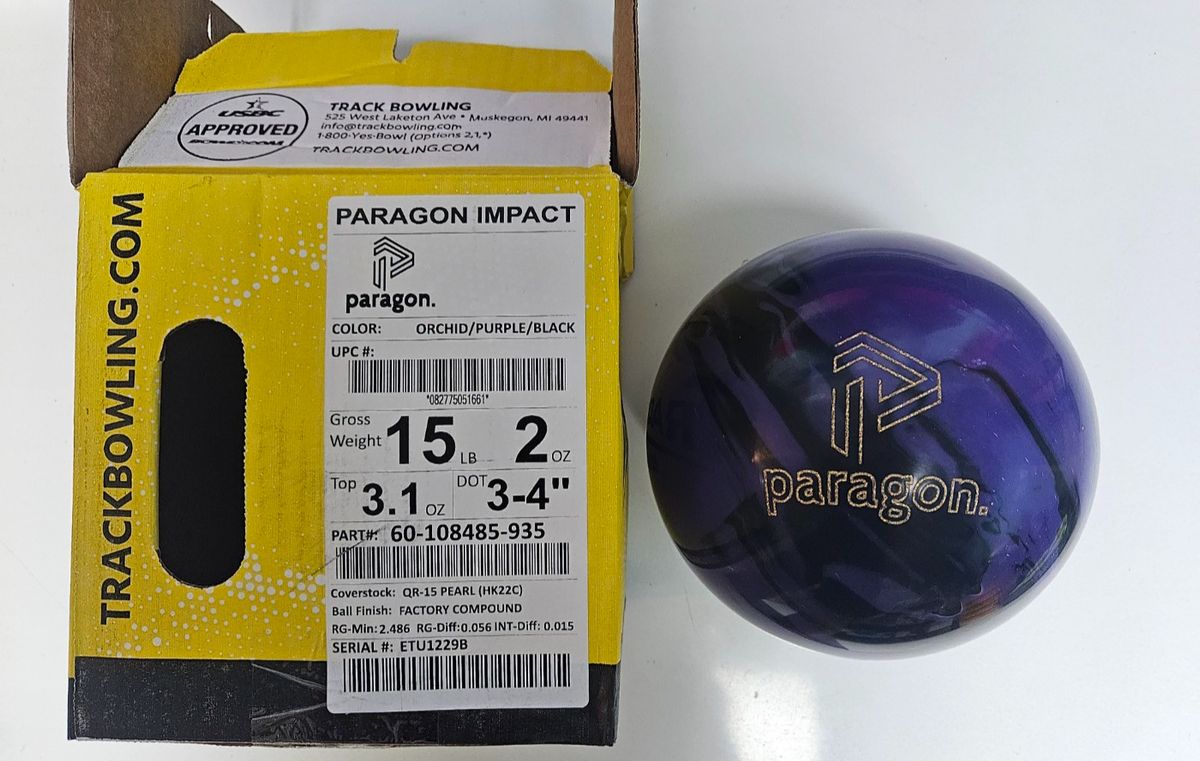 USBC
APPROVED
TRACK BOWLING
525 West Laketon Ave • Muskegon, MI 49441
info@trackbowling.com
1-800-Yes-Bowl (Options 2,1,*)
TRACKBOWLING.COM
TRACKBOWLING.COM
PARAGON IMPACT
paragon.
COLOR: ORCHID/PURPLE/BLACK
UPC #:
*082775051661*
Gross Weight 15 LB 2 OZ
Top 3.1 OZ DOT 3-4"
PART#: 60-108485-935
Coverstock: QR-15 PEARL (HK22C)
Ball Finish: FACTORY COMPOUND
RG-Min: 2.486 RG-Diff: 0.056 INT-Diff: 0.015
SERIAL #: ETU1229B
paragon.